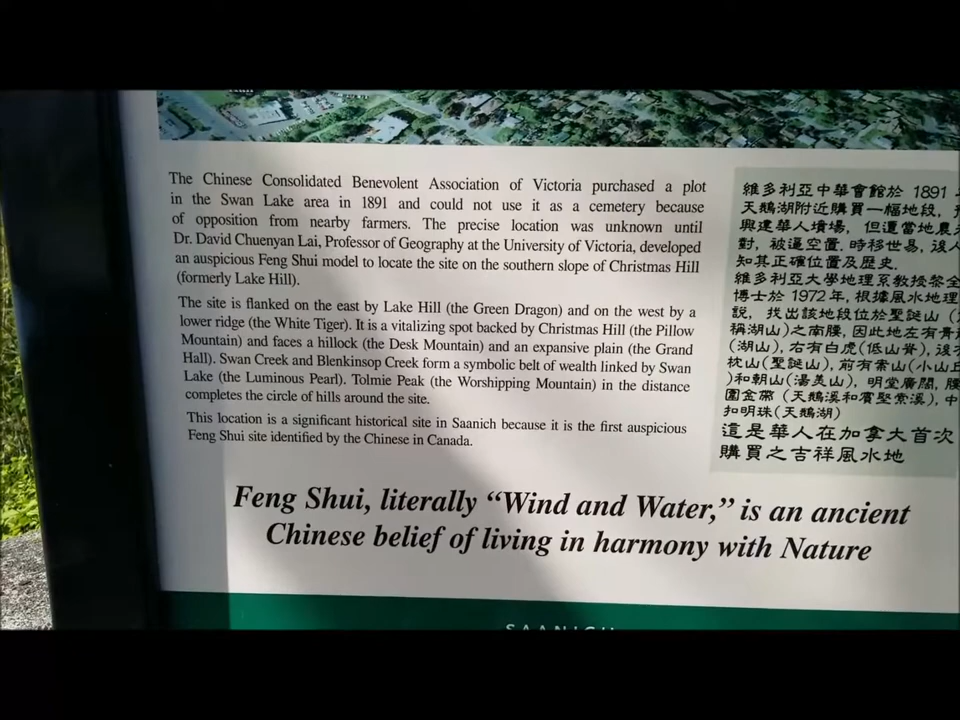 The Chinese Consolidated Benevolent Association of Victoria purchased a plot
in the Swan Lake area in 1891 and could not use it as a cemetery because
of opposition from nearby farmers. The precise location was unknown until
Dr. David Chuenyan Lai, Professor of Geography at the University of Victoria, developed
an auspicious Feng Shui model to locate the site on the southern slope of Christmas Hill
(formerly Lake Hill).
The site is flanked on the east by Lake Hill (the Green Dragon) and on the west by a
lower ridge (the White Tiger). It is a vitalizing spot backed by Christmas Hill (the Pillow
Mountain) and faces a hillock (the Desk Mountain) and an expansive plain (the Grand
Hall). Swan Creek and Blenkinsop Creek form a symbolic belt of wealth linked by Swan
Lake (the Luminous Pearl). Tolmie Peak (the Worshipping Mountain) in the distance
completes the circle of hills around the site.
This location is a significant historical site in Saanich because it is the first auspicious
Feng Shui site identified by the Chinese in Canada.
維多利亞中華會館於 1891
天鵝湖附近購買一幅地段,
興建華人墳場, 但遭當地農
對, 被逼空置. 時移世易, 後人
知其正確位置及歷史.
維多利亞大學地理系教授黎全
博士於 1972 年, 根據風水地理
說, 找出該地段位於聖誕山 (
稱湖山)之南腰, 因此地左有青
(湖山), 右有白虎(低山脊), 後
枕山(聖誕山), 前有案山(小山丘
)和朝山(湯美山), 明堂廣闊, 腰
圍金帶 (天鵝溪和賓堅索溪), 中
扣明珠(天鵝湖)
這是華人在加拿大首次
購買之吉祥風水地
Feng Shui, literally “Wind and Water,” is an ancient
Chinese belief of living in harmony with Nature
SAANICH